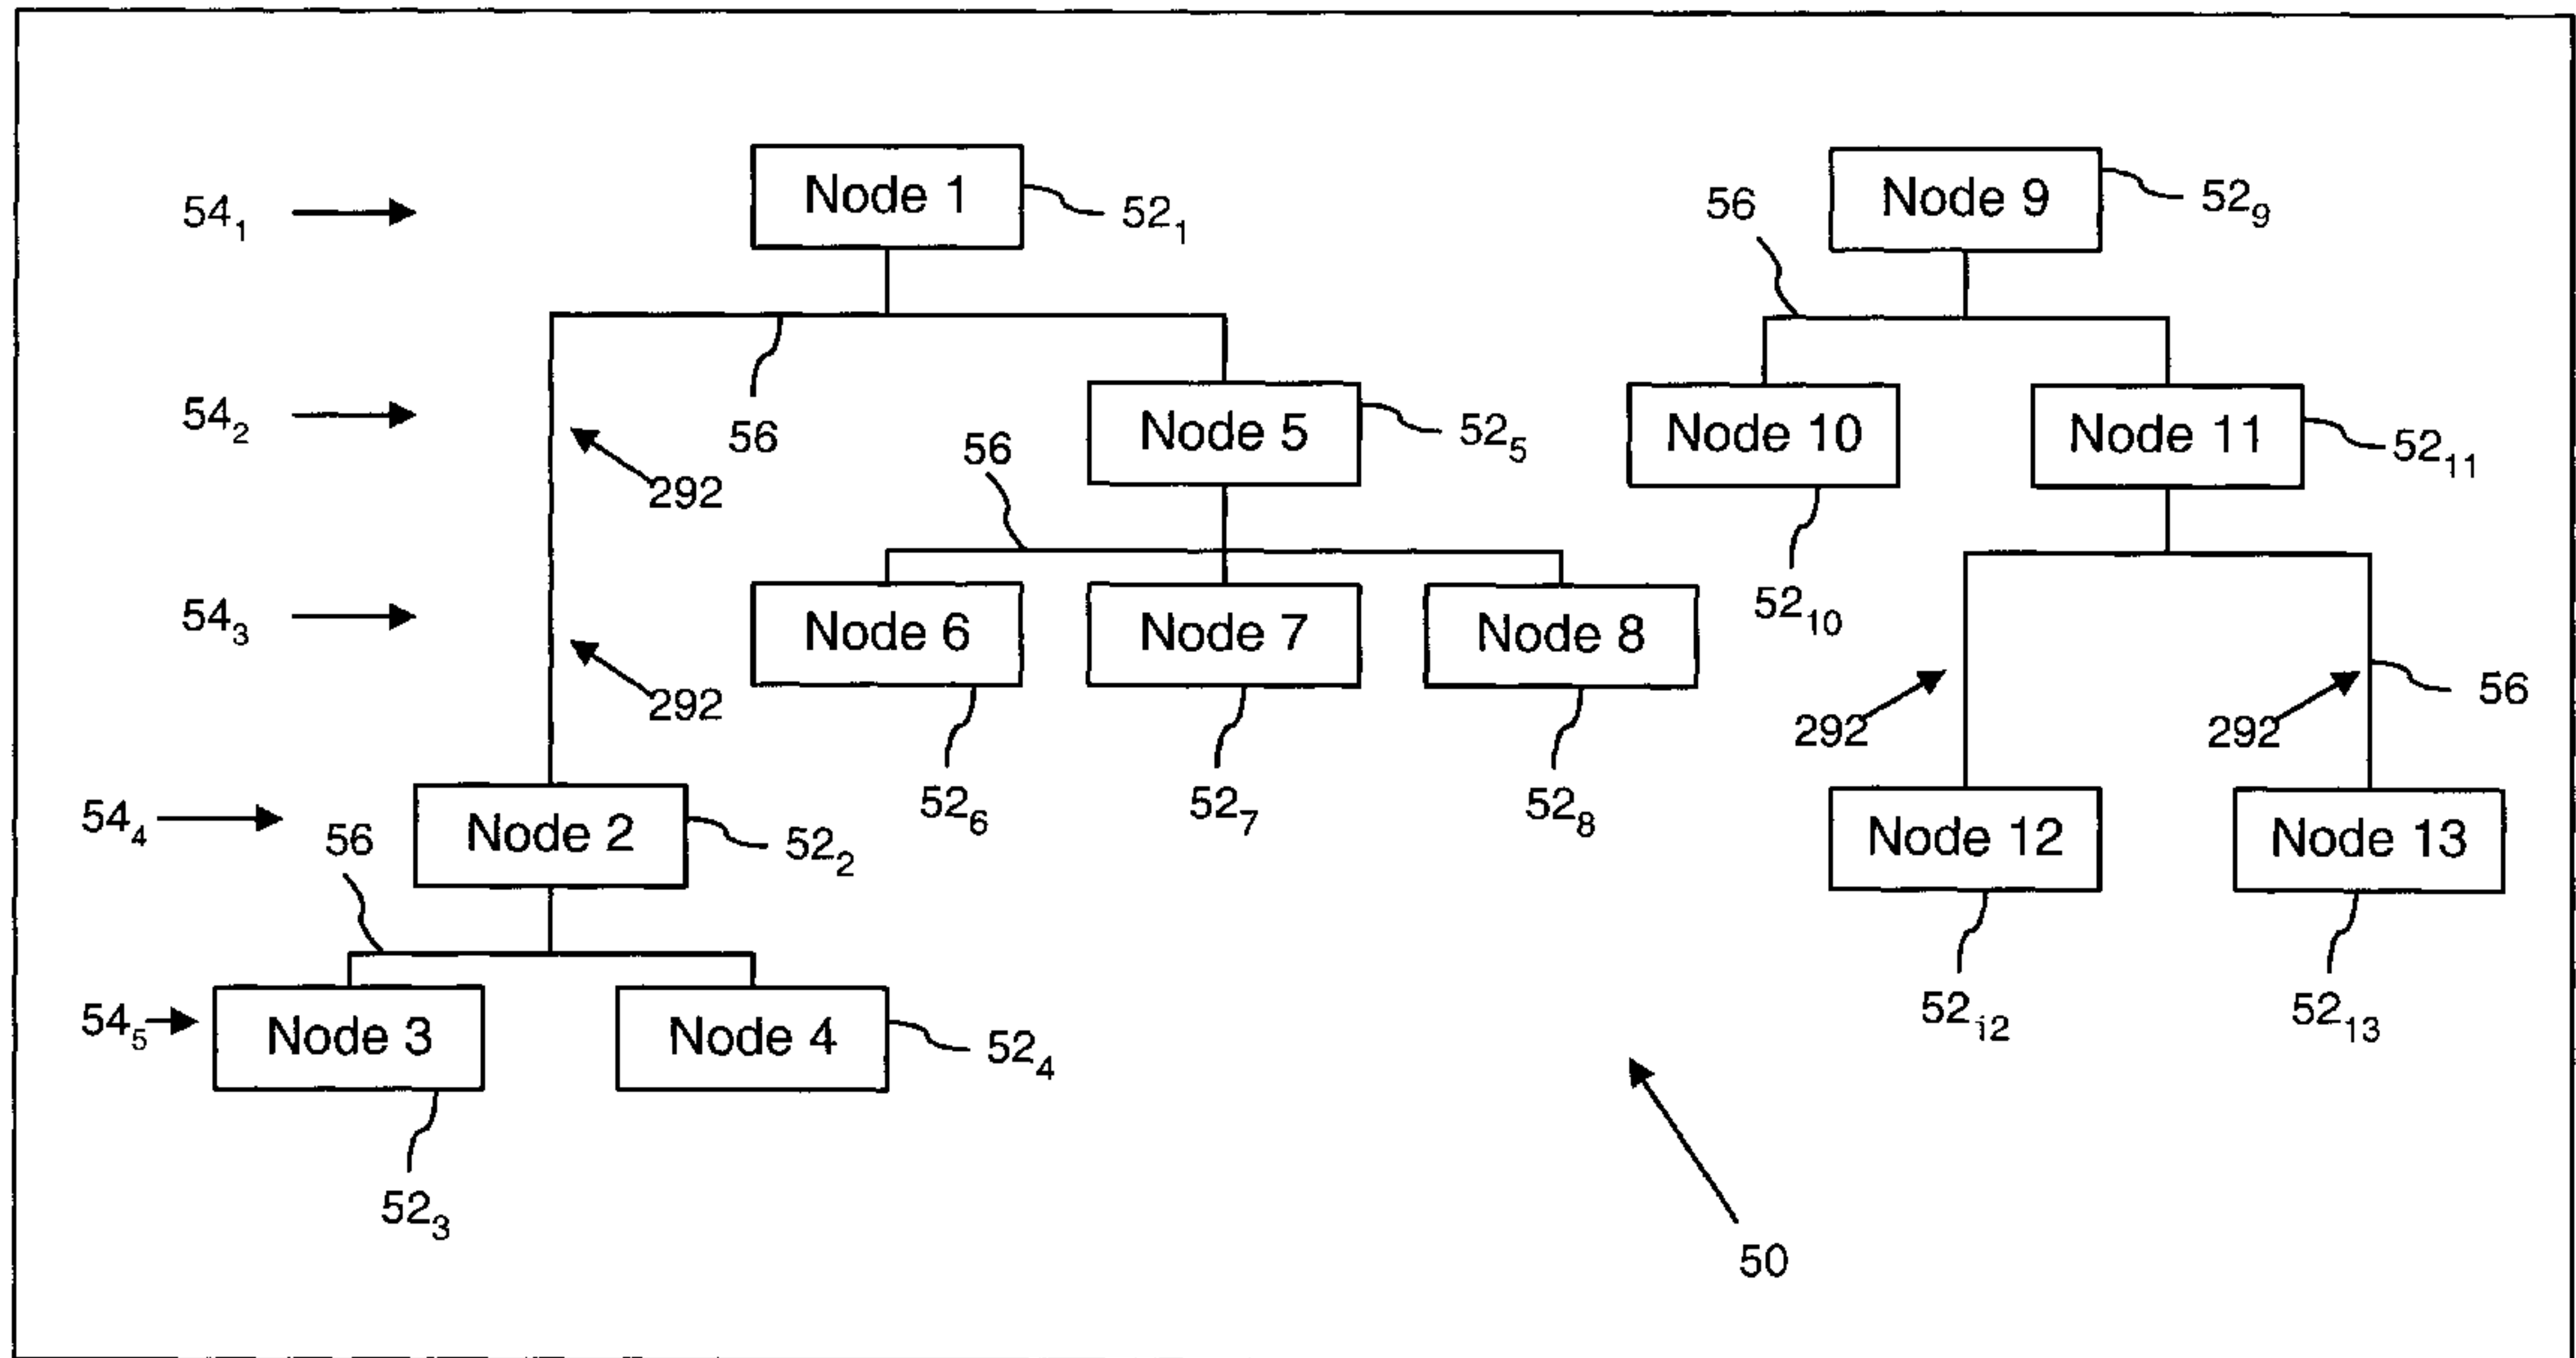 54₁
Node 1
52₁
56
Node 9
52₉
54₂
56
292
56
Node 5
52₅
Node 10
52₁₀
Node 11
52₁₁
54₃
292
Node 6
52₆
Node 7
52₇
Node 8
52₈
292
292
56
54₄
56
Node 2
52₂
Node 12
52₁₂
Node 13
52₁₃
54₅
Node 3
52₃
Node 4
52₄
50